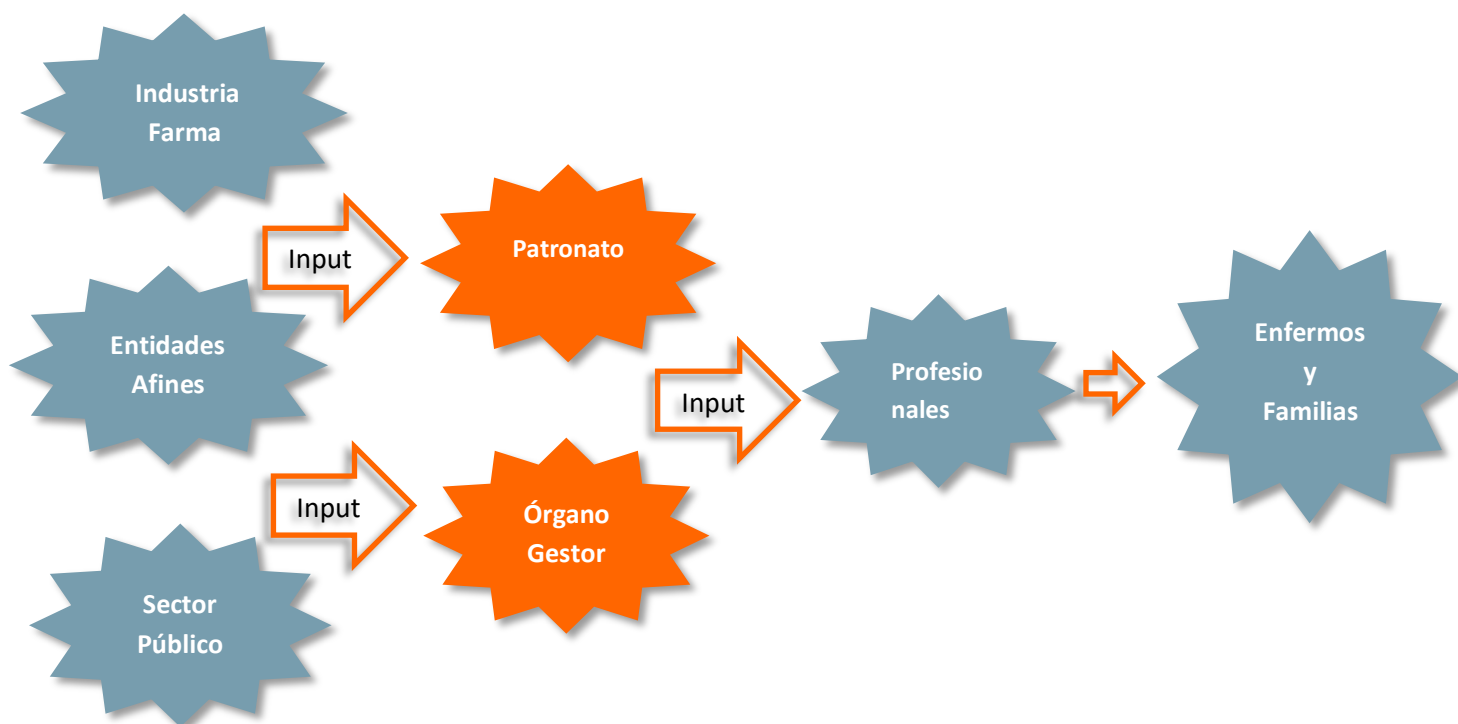 Industria
Farma
Input
Patronato
Entidades
Afines
Input
Profesio
nales
Enfermos
y
Familias
Input
Órgano
Gestor
Sector
Público